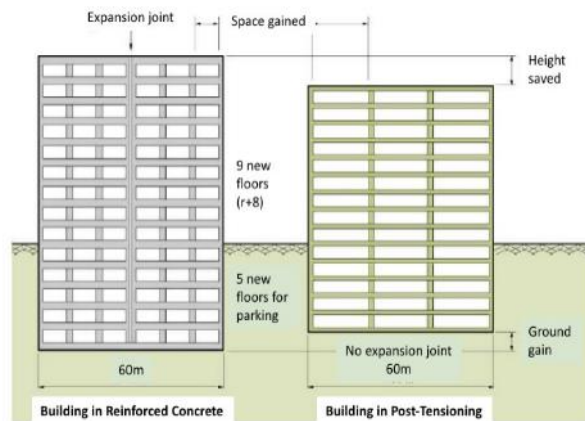 Expansion joint
Space gained
Height
saved
9 new
floors
(r+8)
5 new
floors for
parking
Ground
gain
No expansion joint
60m
60m
Building in Reinforced Concrete
Building in Post-Tensioning